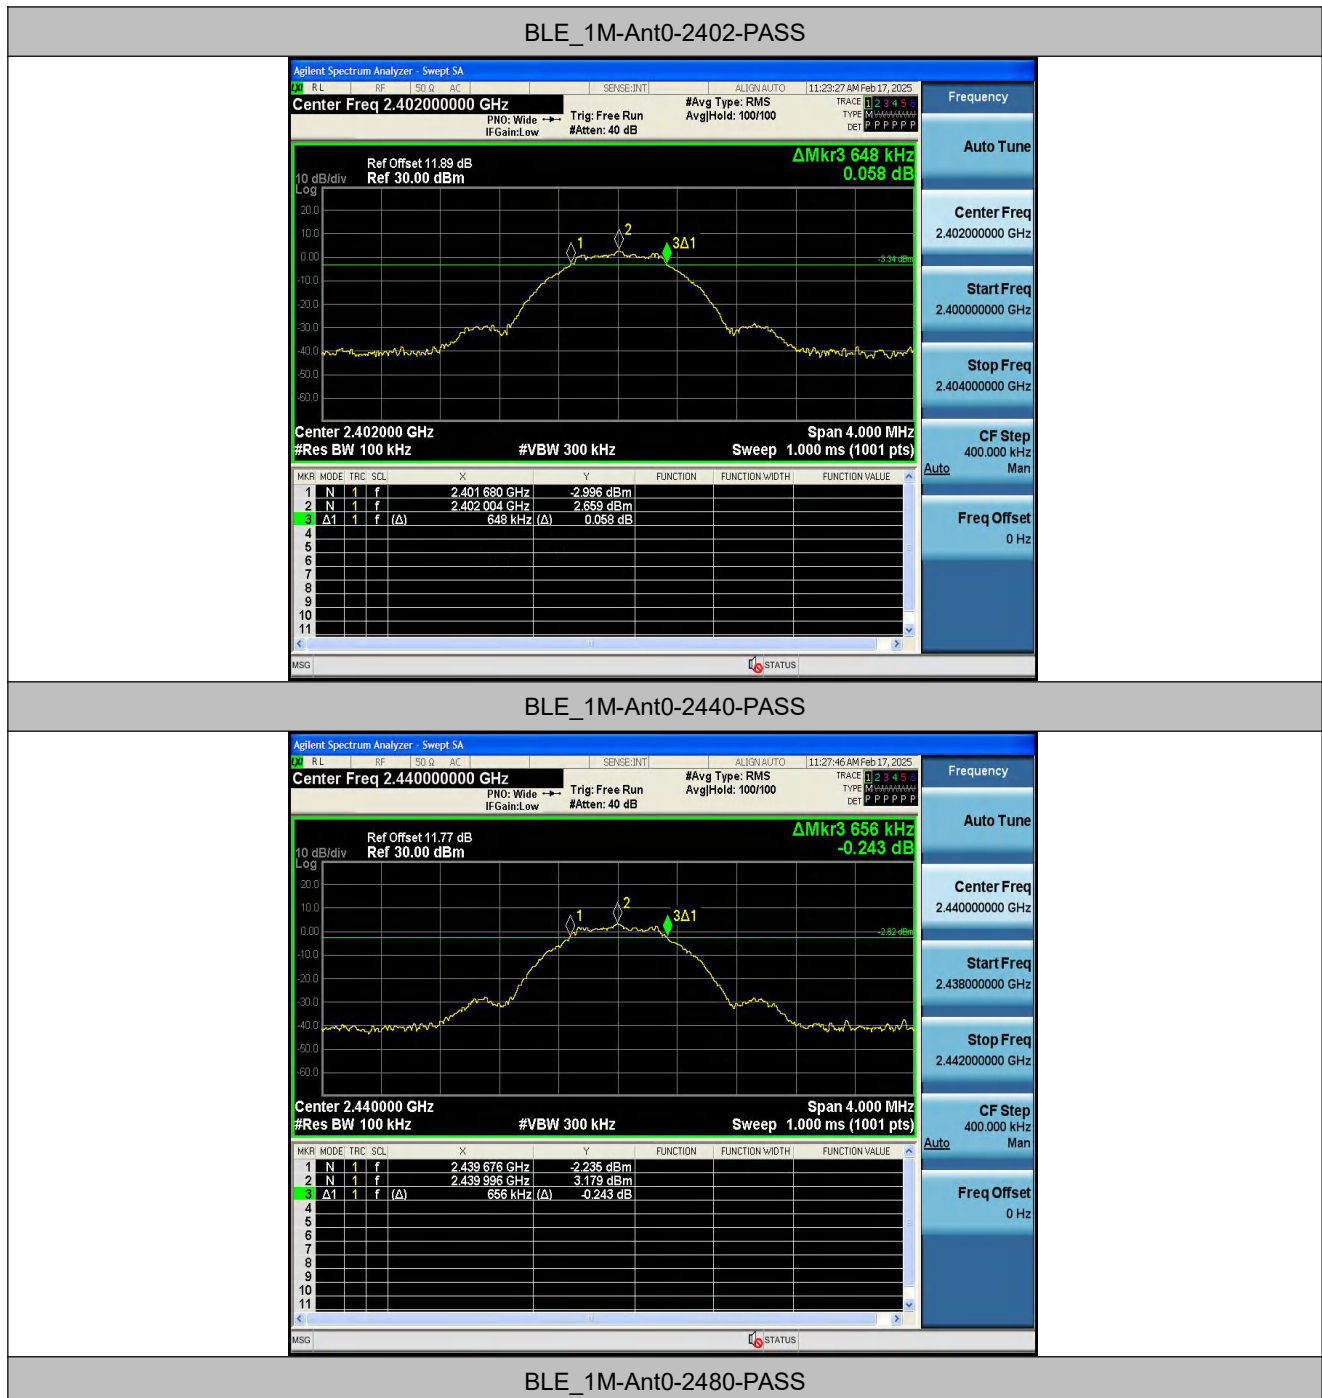 BLE_1M-Ant0-2402-PASS
Agilent Spectrum Analyzer - Swept SA
LXI RL RF 50 Ω AC SENSE:INT ALIGNAUTO 11:23:27 AM Feb 17, 2025
Center Freq 2.402000000 GHz
PNO: Wide
IFGain:Low
Trig: Free Run
#Atten: 40 dB
#Avg Type: RMS
Avg|Hold: 100/100
TRACE 1 2 3 4 5 6
TYPE M
DET P P P P P P
ΔMkr3 648 kHz
0.058 dB
Ref Offset 11.89 dB
10 dB/div Ref 30.00 dBm
Log
20.0
10.0
0.00
-10.0
-20.0
-30.0
-40.0
-50.0
-60.0
1
2
3Δ1
-3.34 dBm
Center 2.402000 GHz Span 4.000 MHz
#Res BW 100 kHz #VBW 300 kHz Sweep 1.000 ms (1001 pts)
MKR MODE TRC SCL X Y FUNCTION FUNCTION WIDTH FUNCTION VALUE
1 N 1 f 2.401 680 GHz -2.996 dBm
2 N 1 f 2.402 004 GHz 2.659 dBm
3 Δ1 1 f (Δ) 648 kHz (Δ) 0.058 dB
4
5
6
7
8
9
10
11
MSG STATUS
Frequency
Auto Tune
Center Freq
2.402000000 GHz
Start Freq
2.400000000 GHz
Stop Freq
2.404000000 GHz
CF Step
400.000 kHz
Auto Man
Freq Offset
0 Hz
BLE_1M-Ant0-2440-PASS
Agilent Spectrum Analyzer - Swept SA
LXI RL RF 50 Ω AC SENSE:INT ALIGNAUTO 11:27:46 AM Feb 17, 2025
Center Freq 2.440000000 GHz
PNO: Wide
IFGain:Low
Trig: Free Run
#Atten: 40 dB
#Avg Type: RMS
Avg|Hold: 100/100
TRACE 1 2 3 4 5 6
TYPE M
DET P P P P P P
ΔMkr3 656 kHz
-0.243 dB
Ref Offset 11.77 dB
10 dB/div Ref 30.00 dBm
Log
20.0
10.0
0.00
-10.0
-20.0
-30.0
-40.0
-50.0
-60.0
1
2
3Δ1
-2.82 dBm
Center 2.440000 GHz Span 4.000 MHz
#Res BW 100 kHz #VBW 300 kHz Sweep 1.000 ms (1001 pts)
MKR MODE TRC SCL X Y FUNCTION FUNCTION WIDTH FUNCTION VALUE
1 N 1 f 2.439 676 GHz -2.235 dBm
2 N 1 f 2.439 996 GHz 3.179 dBm
3 Δ1 1 f (Δ) 656 kHz (Δ) -0.243 dB
4
5
6
7
8
9
10
11
MSG STATUS
Frequency
Auto Tune
Center Freq
2.440000000 GHz
Start Freq
2.438000000 GHz
Stop Freq
2.442000000 GHz
CF Step
400.000 kHz
Auto Man
Freq Offset
0 Hz
BLE_1M-Ant0-2480-PASS